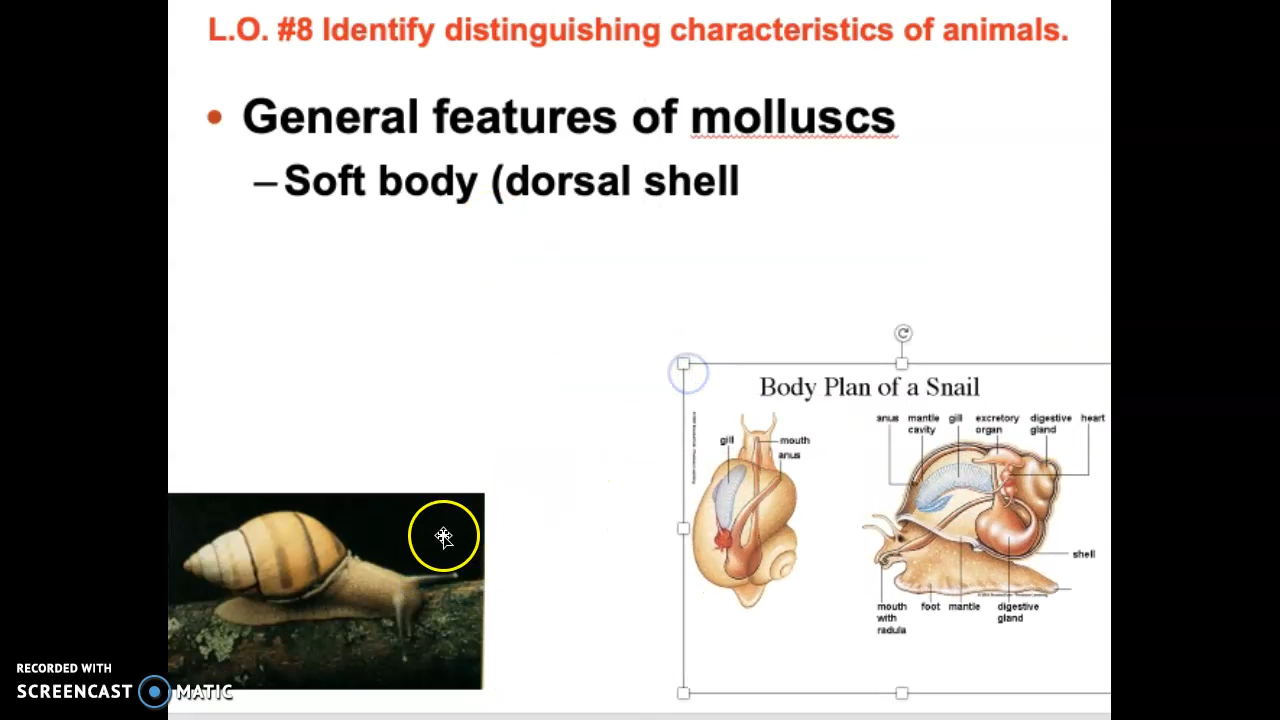 L.O. #8 Identify distinguishing characteristics of animals.
• General features of molluscs
– Soft body (dorsal shell
Body Plan of a Snail
anus mantle cavity gill excretory organ digestive gland heart
gill mouth
anus
shell
mouth with radula foot mantle digestive gland
RECORDED WITH
SCREENCAST MATIC